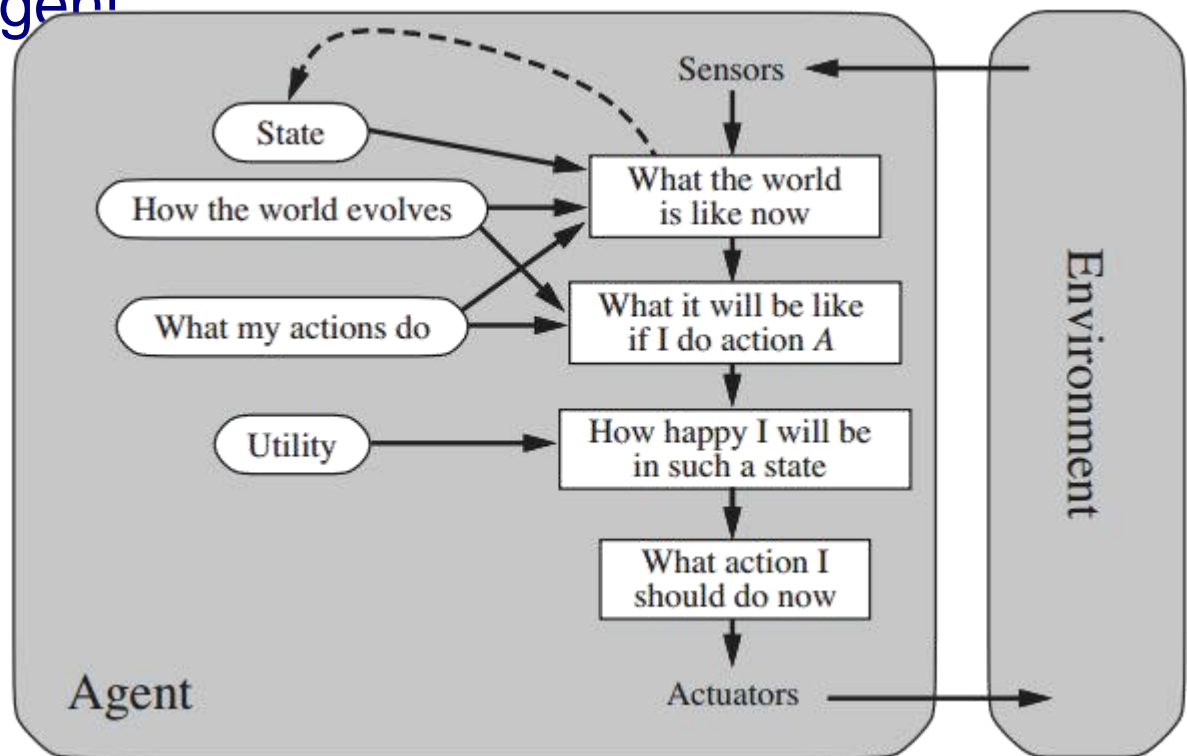 Sensors
State
What the world
is like now
How the world evolves
What it will be like
if I do action A
What my actions do
How happy I will be
in such a state
Utility
What action I
should do now
Actuators
Agent
Environment